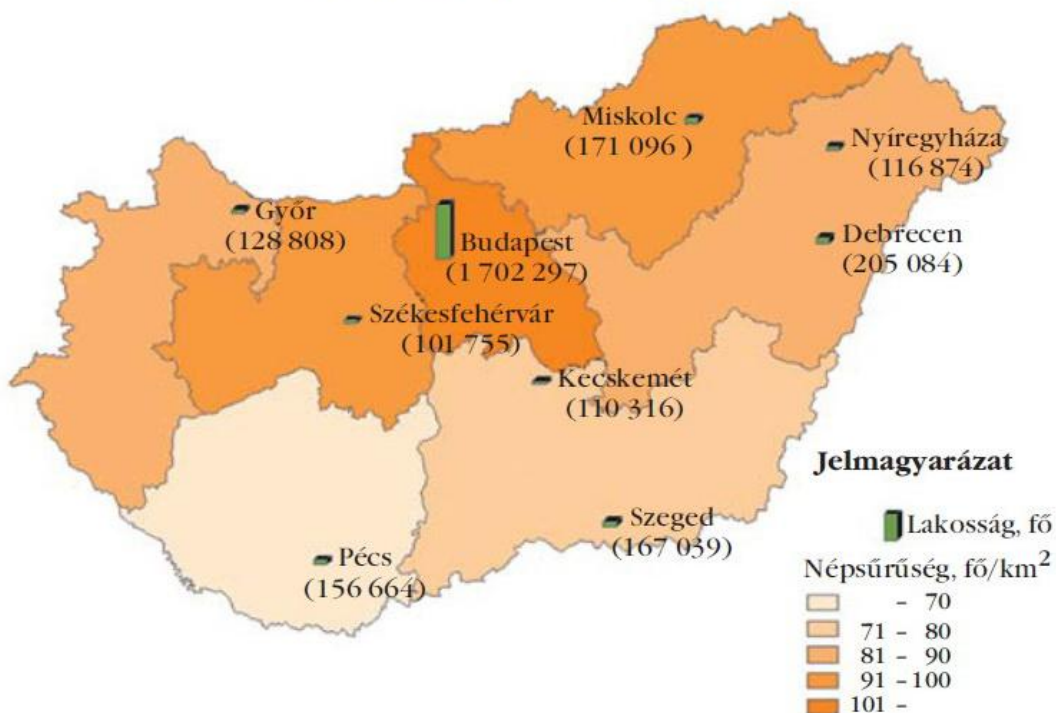 Miskolc
(171 096 )
Nyíregyháza
(116 874)
Győr
(128 808)
Budapest
(1 702 297)
Debrecen
(205 084)
Székesfehérvár
(101 755)
Kecskemét
(110 316)
Szeged
(167 039)
Pécs
(156 664)
Jelmagyarázat
Lakosság, fő
Népsűrűség, fő/km²
– 70
71 – 80
81 – 90
91 – 100
101 –